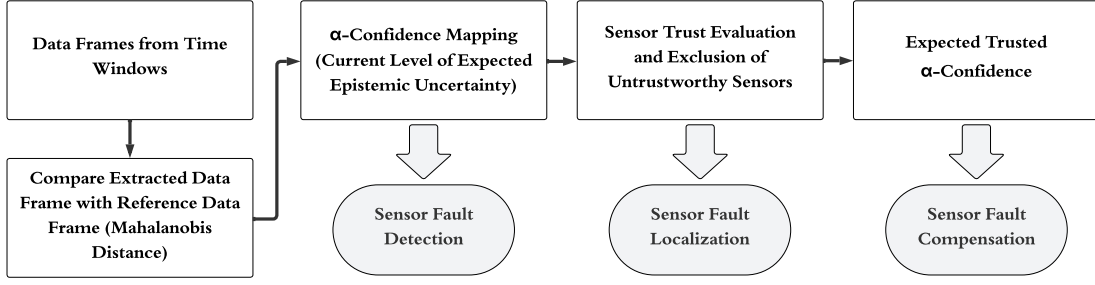 Data Frames from Time
Windows
Compare Extracted Data
Frame with Reference Data
Frame (Mahalanobis
Distance)
α-Confidence Mapping
(Current Level of Expected
Epistemic Uncertainty)
Sensor Fault
Detection
Sensor Trust Evaluation
and Exclusion of
Untrustworthy Sensors
Sensor Fault
Localization
Expected Trusted
α-Confidence
Sensor Fault
Compensation